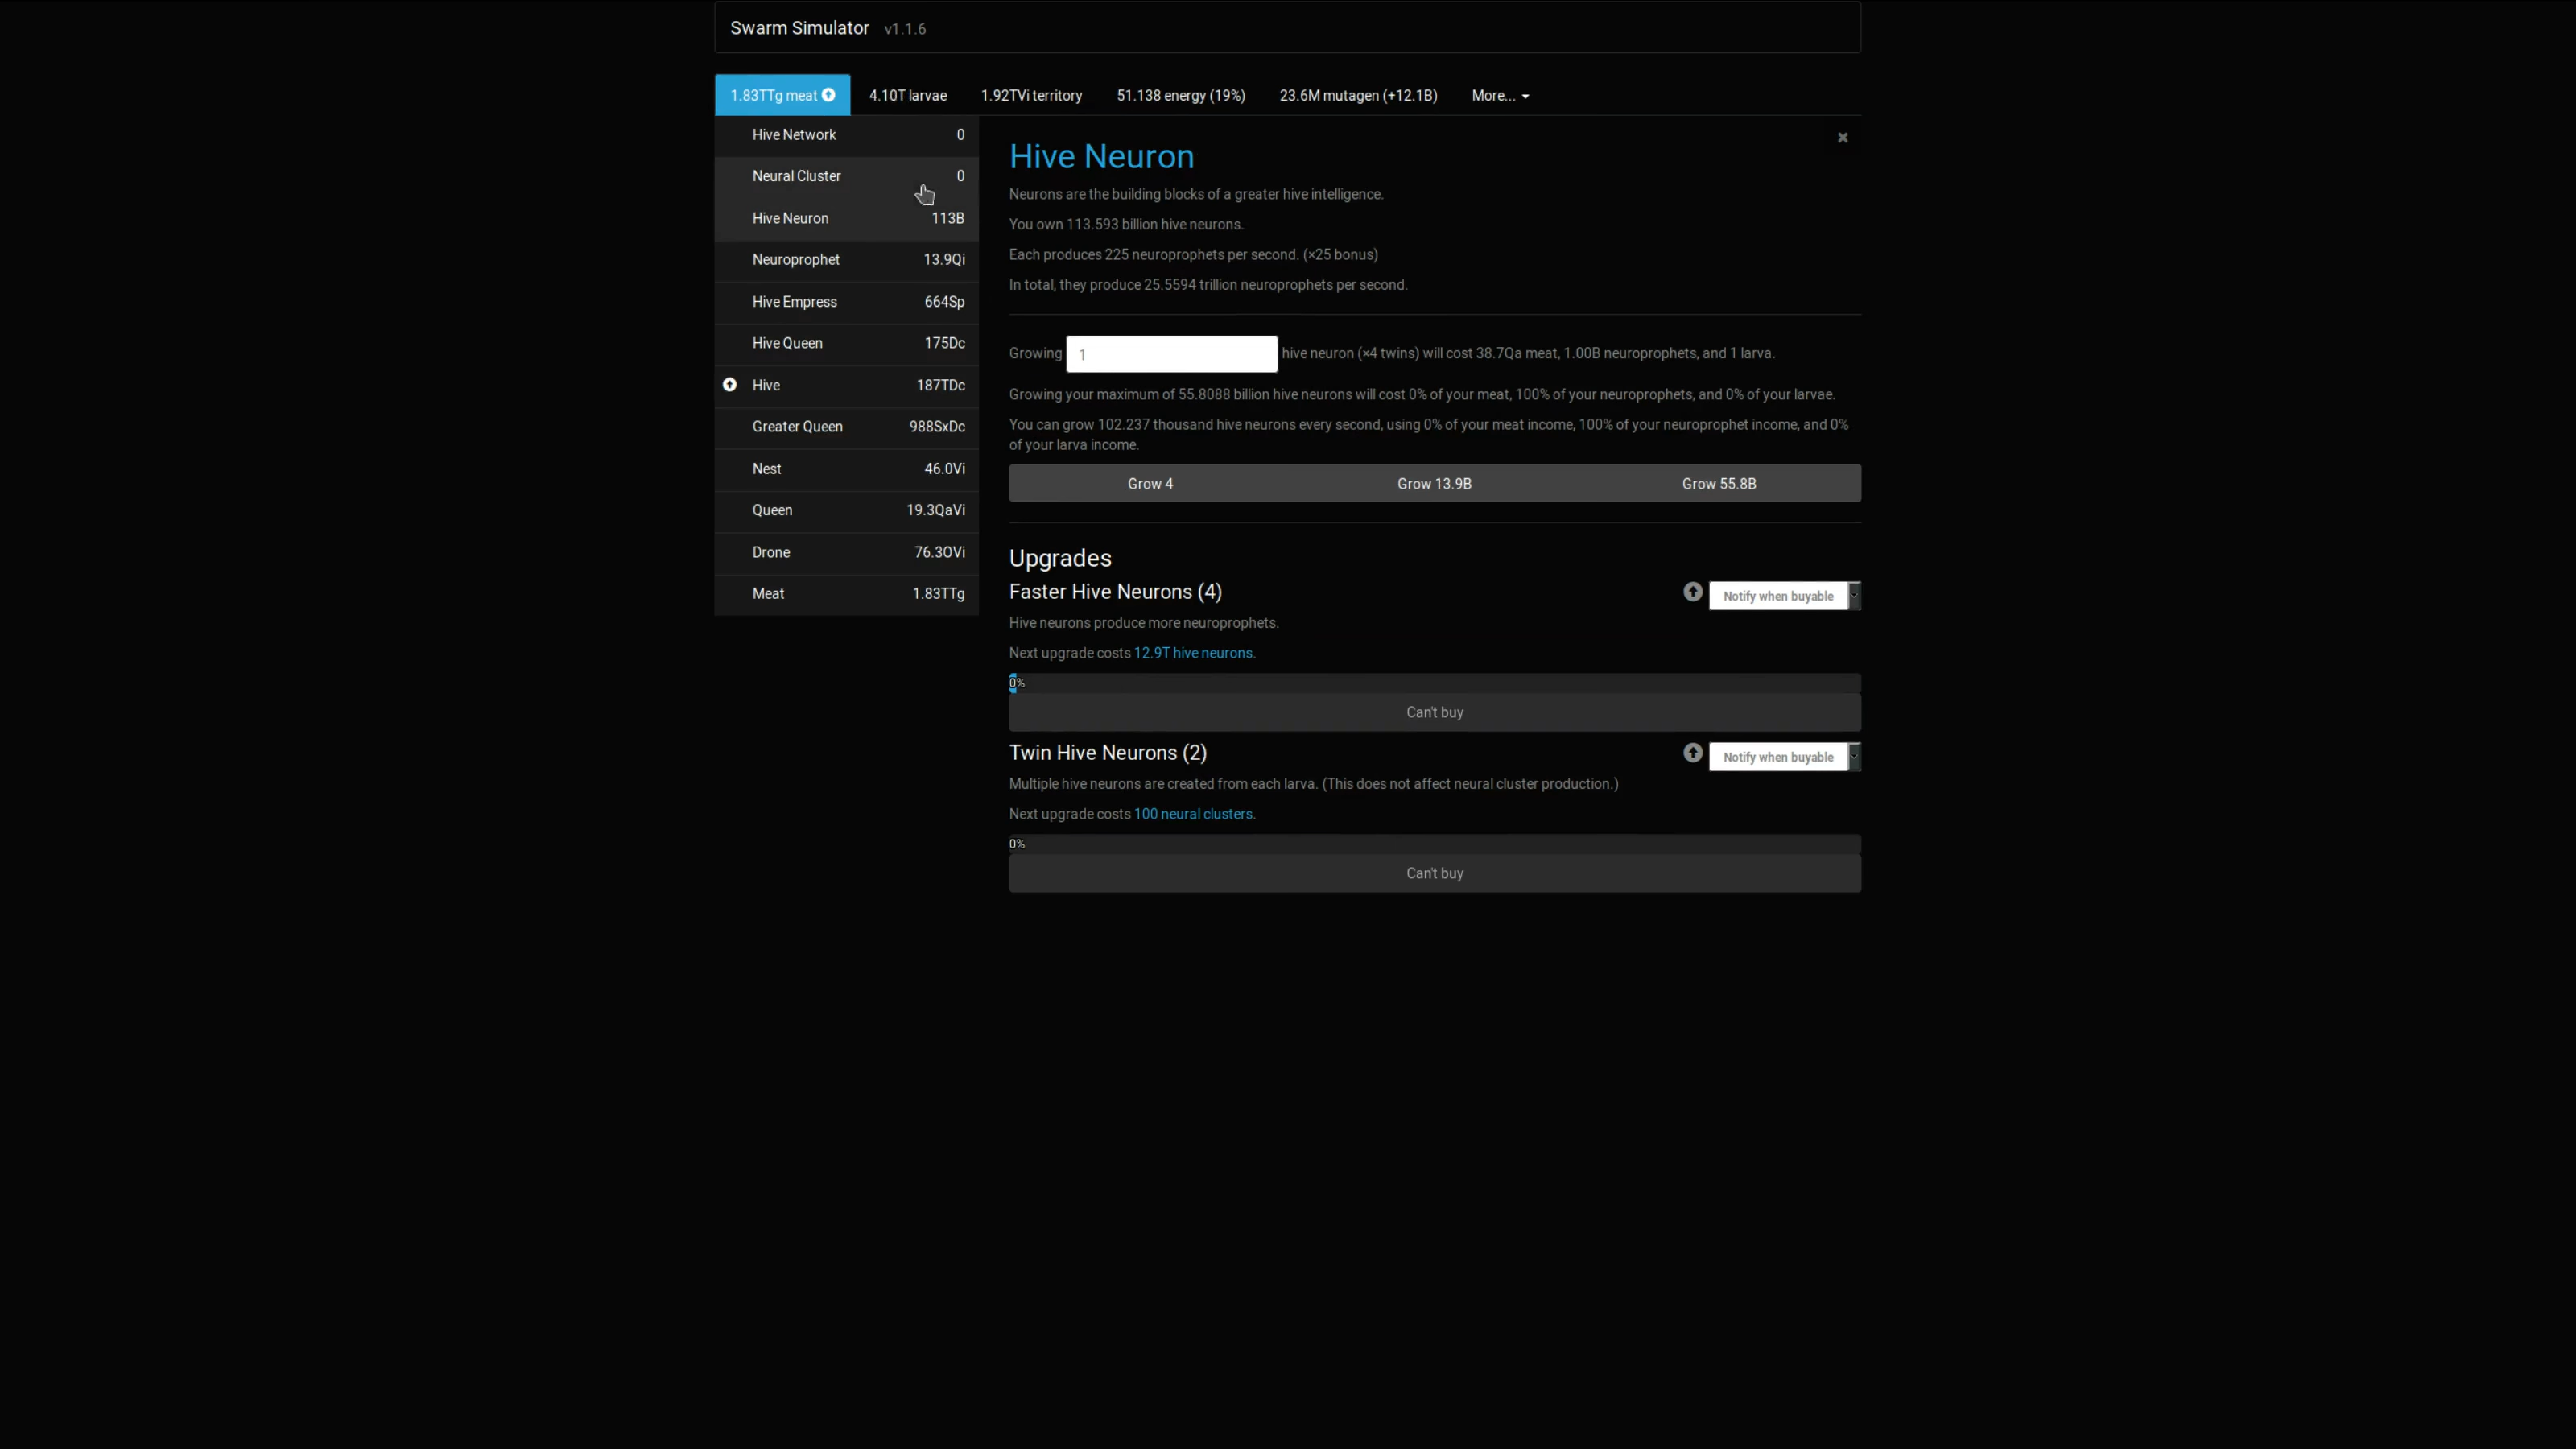 Swarm Simulator v1.1.6
1.83TTg meat 4.10T larvae 1.92TVi territory 51.138 energy (19%) 23.6M mutagen (+12.1B) More...
Hive Network 0
Neural Cluster 0
Hive Neuron 113B
Neuroprophet 13.9Qi
Hive Empress 664Sp
Hive Queen 175Dc
Hive 187TDc
Greater Queen 988SxDc
Nest 46.0Vi
Queen 19.3QaVi
Drone 76.3OVi
Meat 1.83TTg
Hive Neuron
Neurons are the building blocks of a greater hive intelligence.
You own 113.593 billion hive neurons.
Each produces 225 neuroprophets per second. (×25 bonus)
In total, they produce 25.5594 trillion neuroprophets per second.
Growing 1 hive neuron (×4 twins) will cost 38.7Qa meat, 1.00B neuroprophets, and 1 larva.
Growing your maximum of 55.8088 billion hive neurons will cost 0% of your meat, 100% of your neuroprophets, and 0% of your larvae.
You can grow 102.237 thousand hive neurons every second, using 0% of your meat income, 100% of your neuroprophet income, and 0%
of your larva income.
Grow 4 Grow 13.9B Grow 55.8B
Upgrades
Faster Hive Neurons (4) Notify when buyable
Hive neurons produce more neuroprophets.
Next upgrade costs 12.9T hive neurons.
0%
Can't buy
Twin Hive Neurons (2) Notify when buyable
Multiple hive neurons are created from each larva. (This does not affect neural cluster production.)
Next upgrade costs 100 neural clusters.
0%
Can't buy